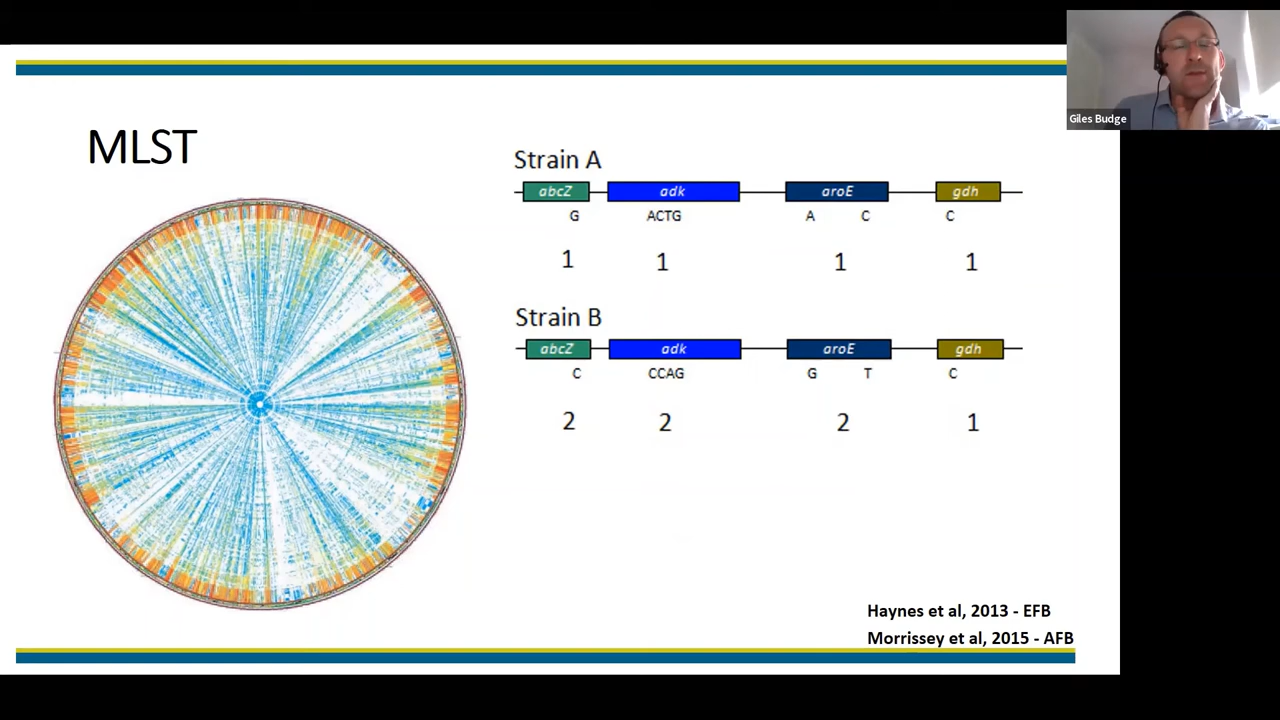 Giles Budge
MLST
Strain A
abcZ adk aroE gdh
G ACTG A C C
1 1 1 1
Strain B
abcZ adk aroE gdh
C CCAG G T C
2 2 2 1
Haynes et al, 2013 - EFB
Morrissey et al, 2015 - AFB